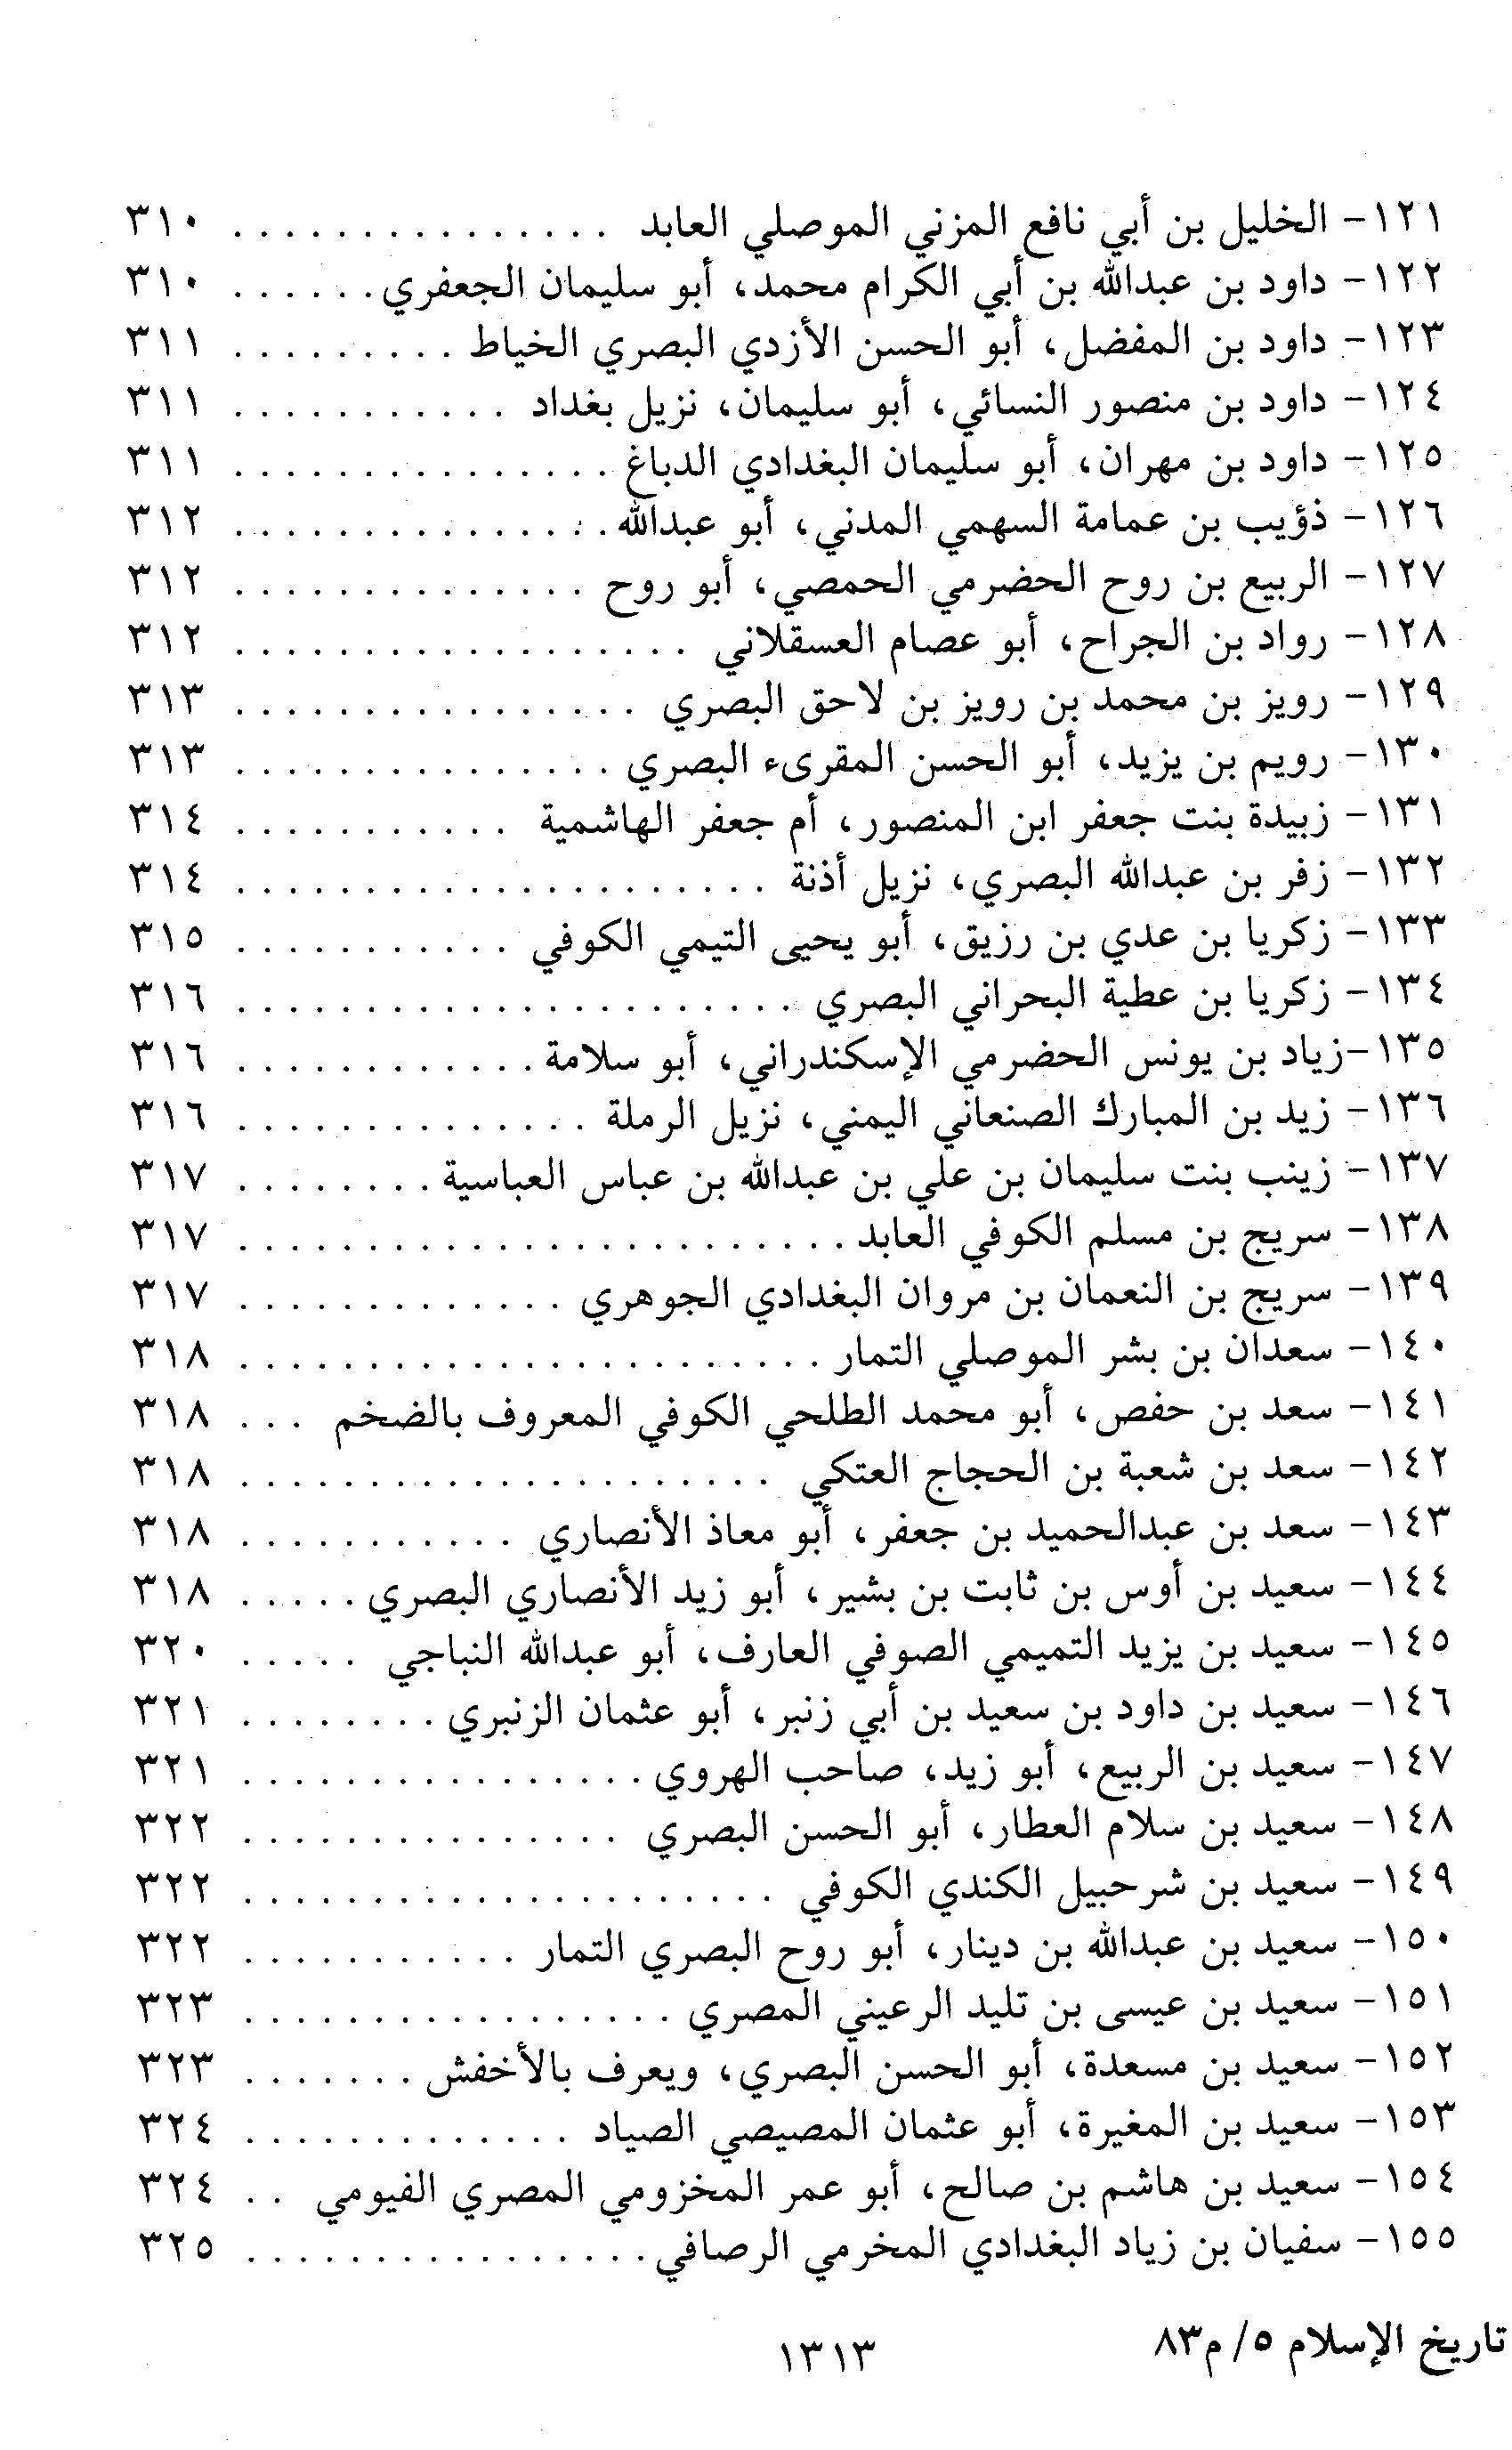 ١٢١- الخليل بن أبي نافع المزني الموصلي العابد . . . . . . . . . . . . . . . ٣١٠
١٢٢- داود بن عبدالله بن أبي الكرام محمد، أبو سليمان الجعفري . . . . . . ٣١٠
١٢٣- داود بن المفضل، أبو الحسن الأزدي البصري الخياط . . . . . . . . . ٣١١
١٢٤- داود بن منصور النسائي، أبو سليمان، نزيل بغداد . . . . . . . . . . . ٣١١
١٢٥- داود بن مهران، أبو سليمان البغدادي الدباغ . . . . . . . . . . . . . . . ٣١١
١٢٦- ذؤيب بن عمامة السهمي المدني، أبو عبدالله . . . . . . . . . . . . . . . ٣١٢
١٢٧- الربيع بن روح الحضرمي الحمصي، أبو روح . . . . . . . . . . . . . . ٣١٢
١٢٨- رواد بن الجراح، أبو عصام العسقلاني . . . . . . . . . . . . . . . . . . ٣١٢
١٢٩- رويز بن محمد بن رويز بن لاحق البصري . . . . . . . . . . . . . . . . ٣١٣
١٣٠- رويم بن يزيد، أبو الحسن المقرىء البصري . . . . . . . . . . . . . . . ٣١٣
١٣١- زبيدة بنت جعفر ابن المنصور، أم جعفر الهاشمية . . . . . . . . . . . ٣١٤
١٣٢- زفر بن عبدالله البصري، نزيل أذنة . . . . . . . . . . . . . . . . . . . . . ٣١٤
١٣٣- زكريا بن عدي بن رزيق، أبو يحيى التيمي الكوفي . . . . . . . . . . . ٣١٥
١٣٤- زكريا بن عطية البحراني البصري . . . . . . . . . . . . . . . . . . . . . . ٣١٦
١٣٥-زياد بن يونس الحضرمي الإسكندراني، أبو سلامة . . . . . . . . . . . . ٣١٦
١٣٦- زيد بن المبارك الصنعاني اليمني، نزيل الرملة . . . . . . . . . . . . . . ٣١٦
١٣٧- زينب بنت سليمان بن علي بن عبدالله بن عباس العباسية . . . . . . . . ٣١٧
١٣٨- سريج بن مسلم الكوفي العابد . . . . . . . . . . . . . . . . . . . . . . . . ٣١٧
١٣٩- سريج بن النعمان بن مروان البغدادي الجوهري . . . . . . . . . . . . . ٣١٧
١٤٠- سعدان بن بشر الموصلي التمار . . . . . . . . . . . . . . . . . . . . . . . ٣١٨
١٤١- سعد بن حفص، أبو محمد الطلحي الكوفي المعروف بالضخم . . . ٣١٨
١٤٢- سعد بن شعبة بن الحجاج العتكي . . . . . . . . . . . . . . . . . . . . . ٣١٨
١٤٣- سعد بن عبدالحميد بن جعفر، أبو معاذ الأنصاري . . . . . . . . . . . ٣١٨
١٤٤- سعيد بن أوس بن ثابت بن بشير، أبو زيد الأنصاري البصري . . . . . ٣١٨
١٤٥- سعيد بن يزيد التميمي الصوفي العارف، أبو عبدالله النباجي . . . . . ٣٢٠
١٤٦- سعيد بن داود بن سعيد بن أبي زنبر، أبو عثمان الزنبري . . . . . . . . ٣٢١
١٤٧- سعيد بن الربيع، أبو زيد، صاحب الهروي . . . . . . . . . . . . . . . . ٣٢١
١٤٨- سعيد بن سلام العطار، أبو الحسن البصري . . . . . . . . . . . . . . . ٣٢٢
١٤٩- سعيد بن شرحبيل الكندي الكوفي . . . . . . . . . . . . . . . . . . . . . ٣٢٢
١٥٠- سعيد بن عبدالله بن دينار، أبو روح البصري التمار . . . . . . . . . . . ٣٢٢
١٥١- سعيد بن عيسى بن تليد الرعيني المصري . . . . . . . . . . . . . . . . . ٣٢٣
١٥٢- سعيد بن مسعدة، أبو الحسن البصري، ويعرف بالأخفش . . . . . . . ٣٢٣
١٥٣- سعيد بن المغيرة، أبو عثمان المصيصي الصياد . . . . . . . . . . . . . ٣٢٤
١٥٤- سعيد بن هاشم بن صالح، أبو عمر المخزومي المصري الفيومي . . ٣٢٤
١٥٥- سفيان بن زياد البغدادي المخرمي الرصافي . . . . . . . . . . . . . . . . ٣٢٥
تاريخ الإسلام ٥/ م٨٣
١٣١٣